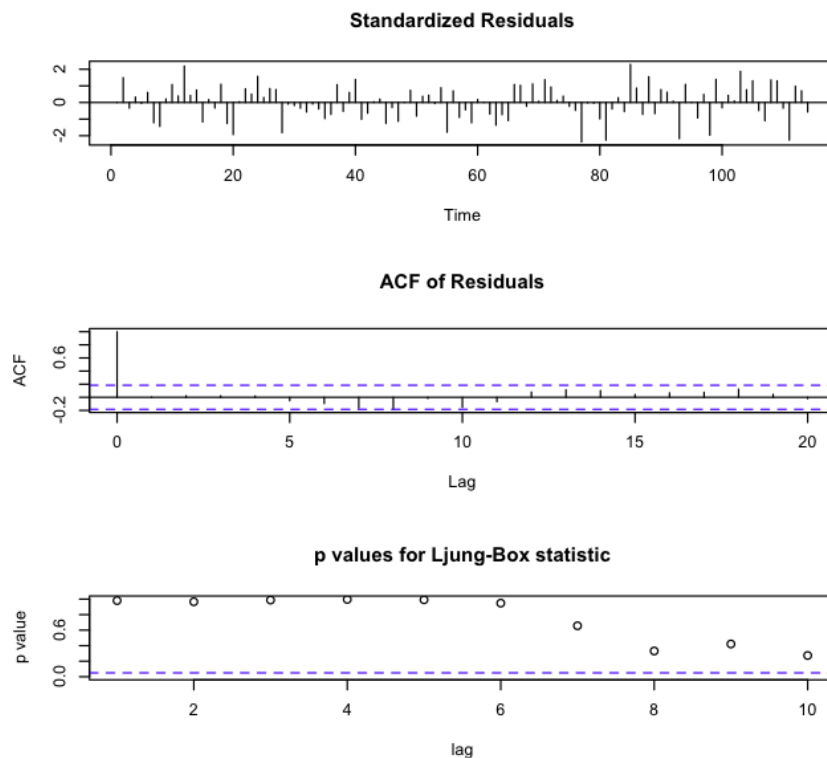 Standardized Residuals
2
0
-2
0 20 40 60 80 100
Time
ACF of Residuals
ACF
0.6
-0.2
0 5 10 15 20
Lag
p values for Ljung-Box statistic
p value
0.6
0.0
2 4 6 8 10
lag